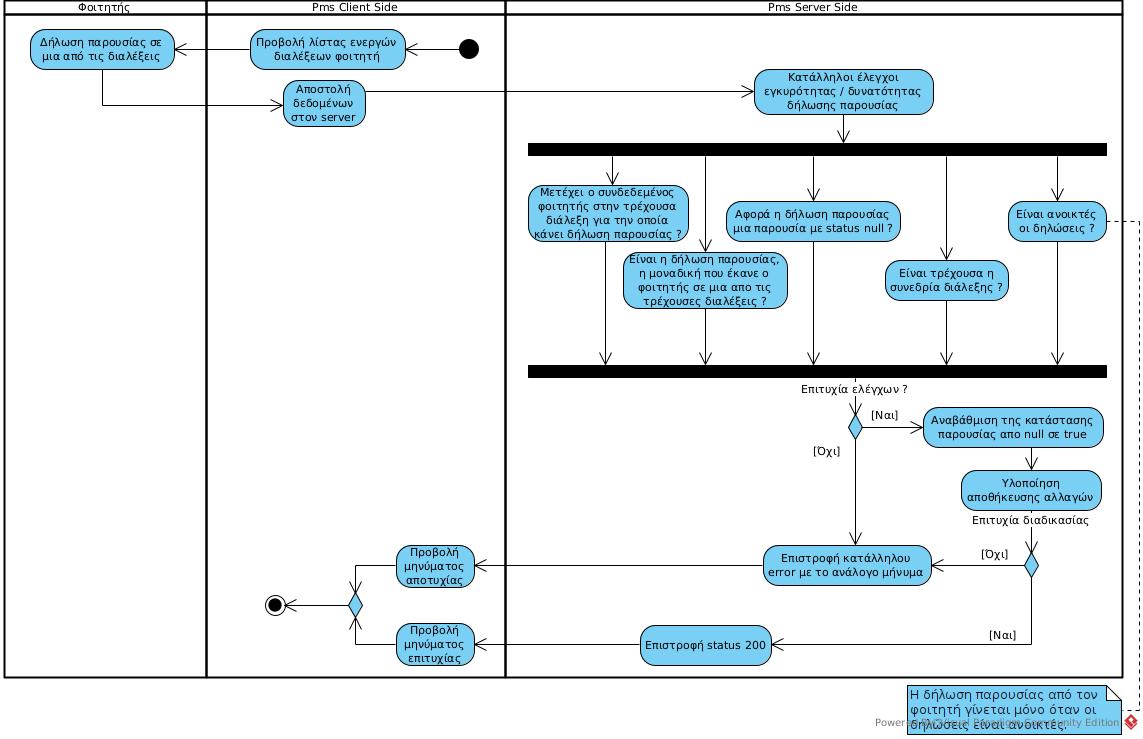 Φοιτητής
Pms Client Side
Pms Server Side
Δήλωση παρουσίας σε
μια από τις διαλέξεις
Προβολή λίστας ενεργών
διαλέξεων φοιτητή
Αποστολή
δεδομένων
στον server
Κατάλληλοι έλεγχοι
εγκυρότητας / δυνατότητας
δήλωσης παρουσίας
Μετέχει ο συνδεδεμένος
φοιτητής στην τρέχουσα
διάλεξη για την οποία
κάνει δήλωση παρουσίας ?
Είναι η δήλωση παρουσίας,
η μοναδική που έκανε ο
φοιτητής σε μια απο τις
τρέχουσες διαλέξεις ?
Αφορά η δήλωση παρουσίας
μια παρουσία με status null ?
Είναι τρέχουσα η
συνεδρία διάλεξης ?
Είναι ανοικτές
οι δηλώσεις ?
Επιτυχία ελέγχων ?
[Ναι]
[Όχι]
Αναβάθμιση της κατάστασης
παρουσίας απο null σε true
Υλοποίηση
αποθήκευσης αλλαγών
Επιτυχία διαδικασίας
[Όχι]
[Ναι]
Επιστροφή κατάλληλου
error με το ανάλογο μήνυμα
Προβολή
μηνύματος
αποτυχίας
Επιστροφή status 200
Προβολή
μηνύματος
επιτυχίας
Η δήλωση παρουσίας από τον
φοιτητή γίνεται μόνο όταν οι
δηλώσεις είναι ανοικτές.
Powered By Visual Paradigm Community Edition